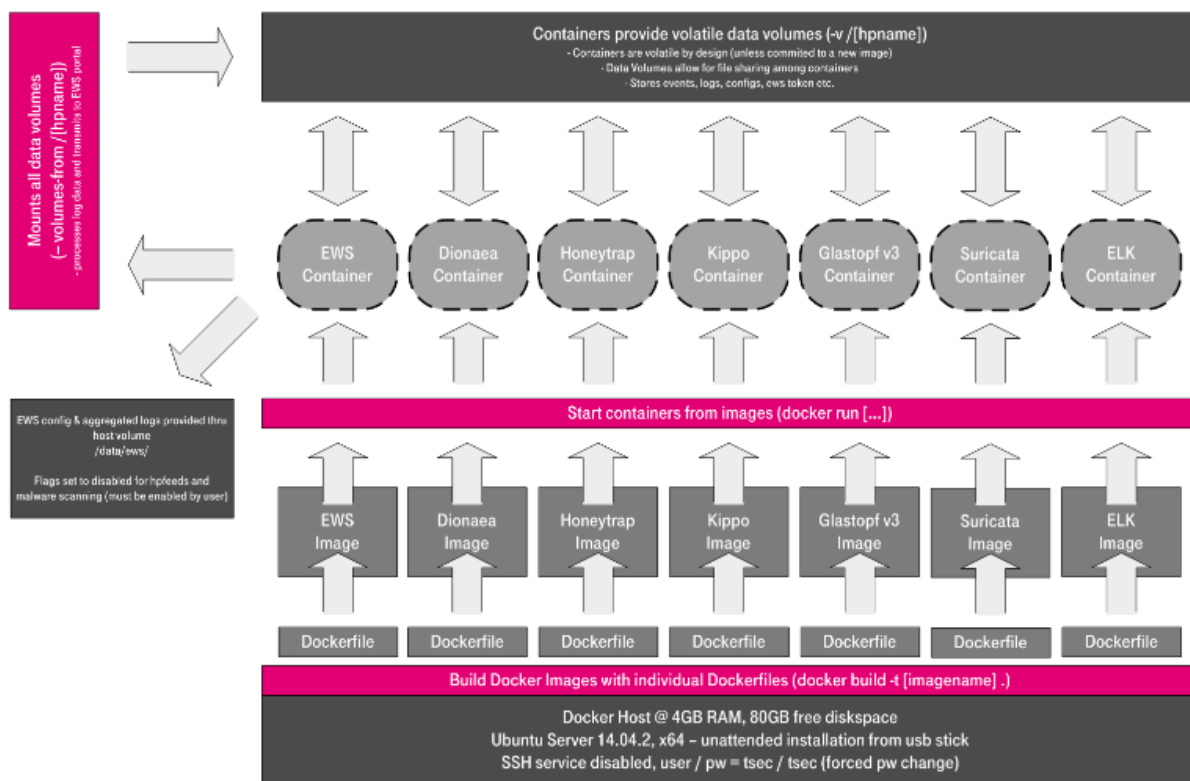 Mounts all data volumes
(– volumes-from /[hpname])
- processes log data and transmits to EWS portal
Containers provide volatile data volumes (-v /[hpname])
- Containers are volatile by design (unless commited to a new image)
- Data Volumes allow for file sharing among containers
- Stores events, logs, configs, ews token etc.
EWS
Container
Dionaea
Container
Honeytrap
Container
Kippo
Container
Glastopf v3
Container
Suricata
Container
ELK
Container
EWS config & aggregated logs provided thru
host volume
/data/ews/
Flags set to disabled for hpfeeds and
malware scanning (must be enabled by user)
Start containers from images (docker run [...])
EWS
Image
Dionaea
Image
Honeytrap
Image
Kippo
Image
Glastopf v3
Image
Suricata
Image
ELK
Image
Dockerfile
Dockerfile
Dockerfile
Dockerfile
Dockerfile
Dockerfile
Dockerfile
Build Docker Images with individual Dockerfiles (docker build -t [imagename] .)
Docker Host @ 4GB RAM, 80GB free diskspace
Ubuntu Server 14.04.2, x64 – unattended installation from usb stick
SSH service disabled, user / pw = tsec / tsec (forced pw change)